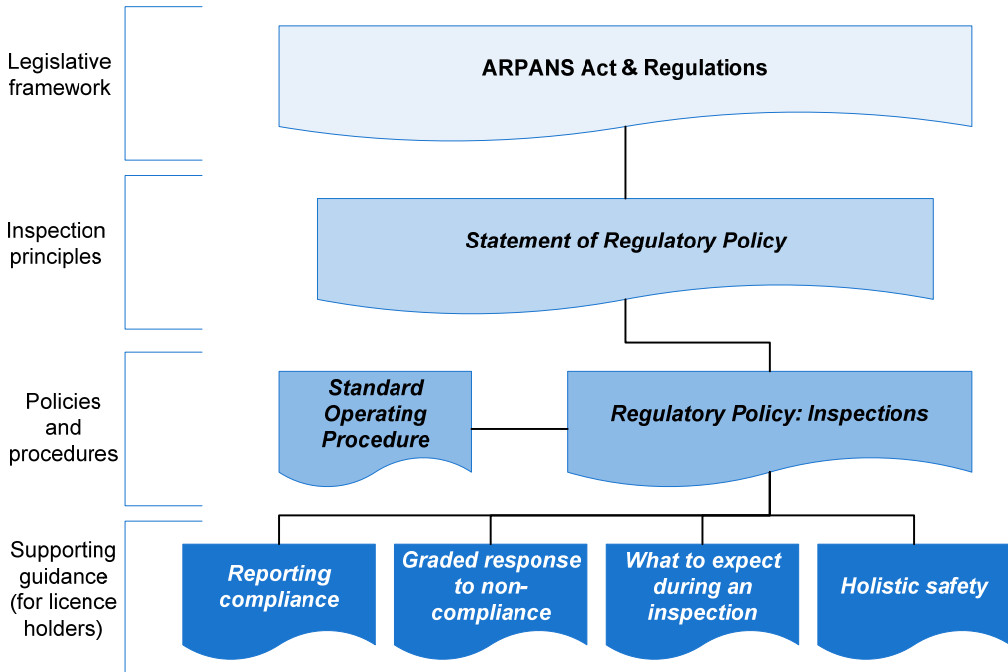 Legislative
framework
ARPANS Act & Regulations
Inspection
principles
Statement of Regulatory Policy
Policies
and
procedures
Standard
Operating
Procedure
Regulatory Policy: Inspections
Supporting
guidance
(for licence
holders)
Reporting
compliance
Graded response
to non-
compliance
What to expect
during an
inspection
Holistic safety